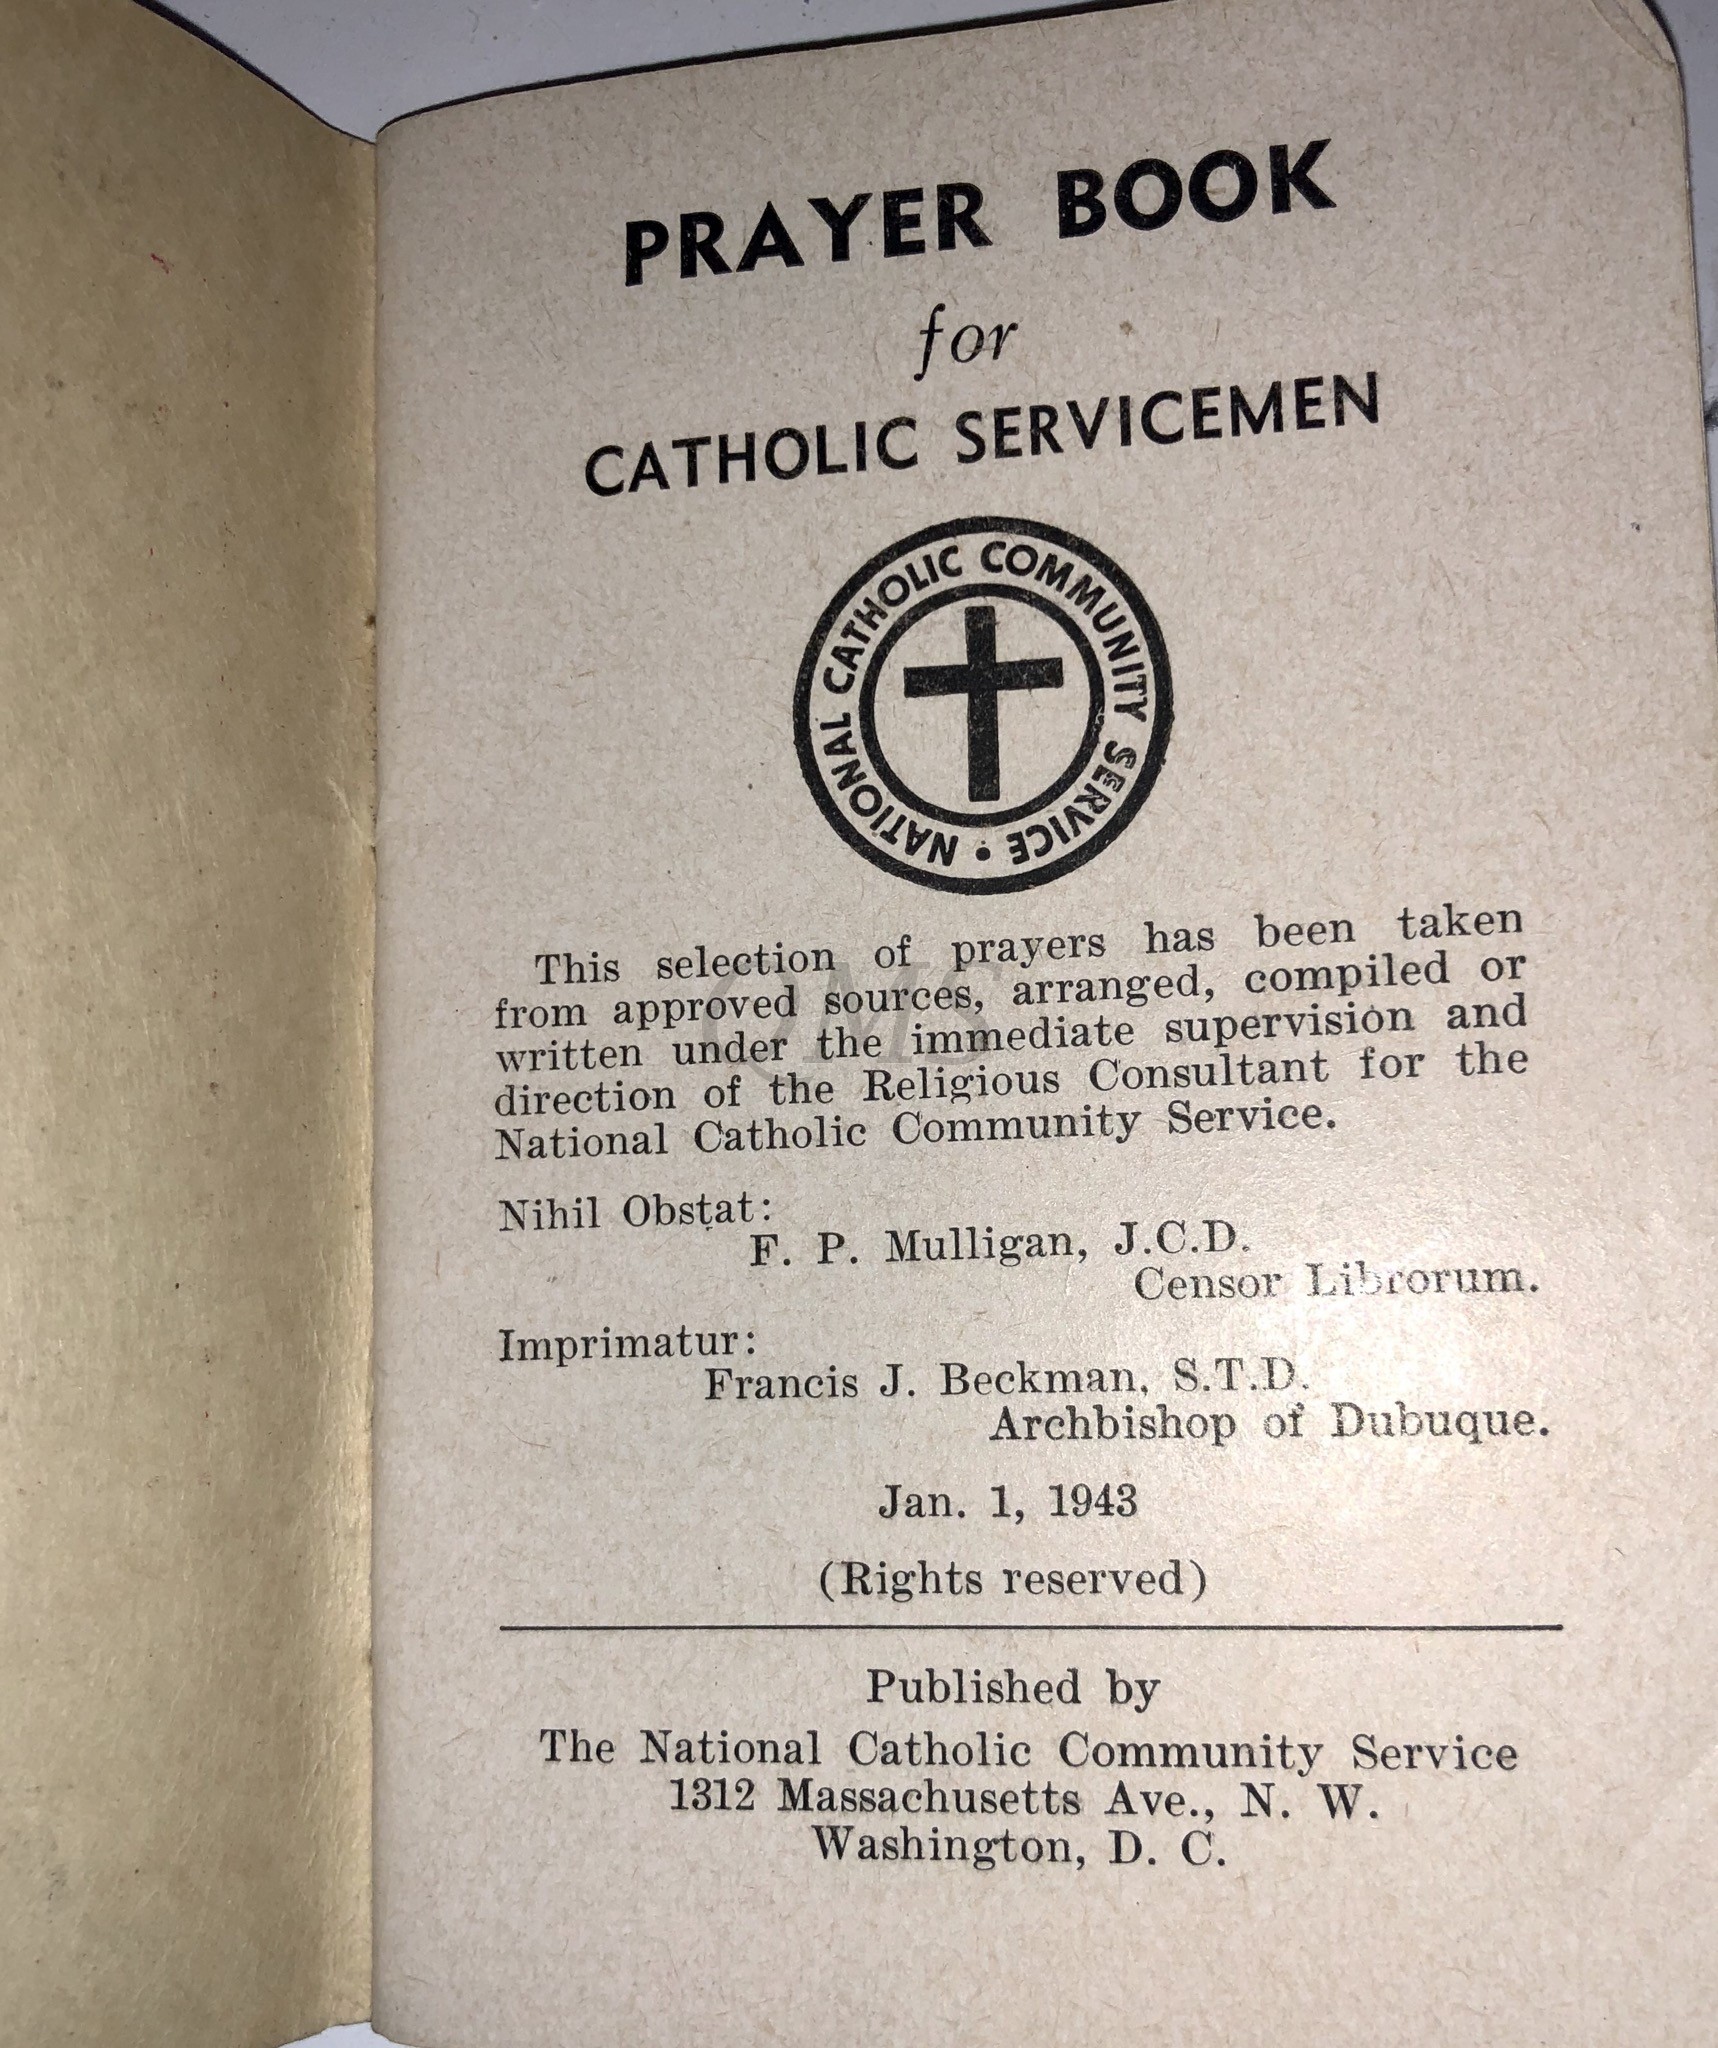 PRAYER BOOK
for
CATHOLIC SERVICEMEN
NATIONAL CATHOLIC COMMUNITY SERVICE •
This selection of prayers has been taken
from approved sources, arranged, compiled or
written under the immediate supervision and
direction of the Religious Consultant for the
National Catholic Community Service.
Nihil Obstat:
F. P. Mulligan, J.C.D.
Censor Librorum.
Imprimatur:
Francis J. Beckman, S.T.D.
Archbishop of Dubuque.
Jan. 1, 1943
(Rights reserved)
Published by
The National Catholic Community Service
1312 Massachusetts Ave., N. W.
Washington, D. C.